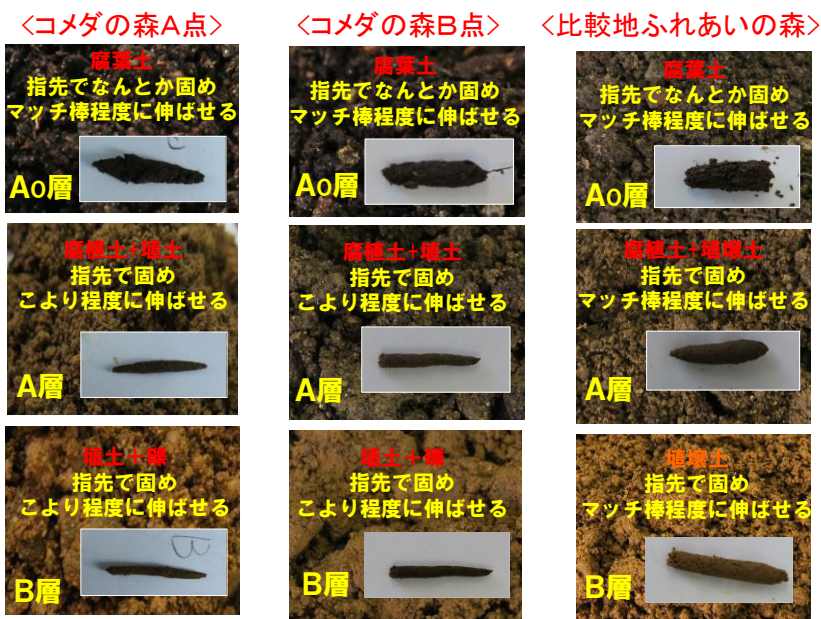 <コメダの森A点>
<コメダの森B点>
<比較地ふれあいの森>
腐葉土
指先でなんとか固め
マッチ棒程度に伸ばせる
A0層
腐葉土
指先でなんとか固め
マッチ棒程度に伸ばせる
A0層
腐葉土
指先でなんとか固め
マッチ棒程度に伸ばせる
A0層
腐植土+埴土
指先で固め
こより程度に伸ばせる
A層
腐植土+埴土
指先で固め
こより程度に伸ばせる
A層
腐植土+埴壌土
指先で固め
マッチ棒程度に伸ばせる
A層
埴土+礫
指先で固め
こより程度に伸ばせる
B
B層
埴土+礫
指先で固め
こより程度に伸ばせる
B層
埴壌土
指先で固め
マッチ棒程度に伸ばせる
B層